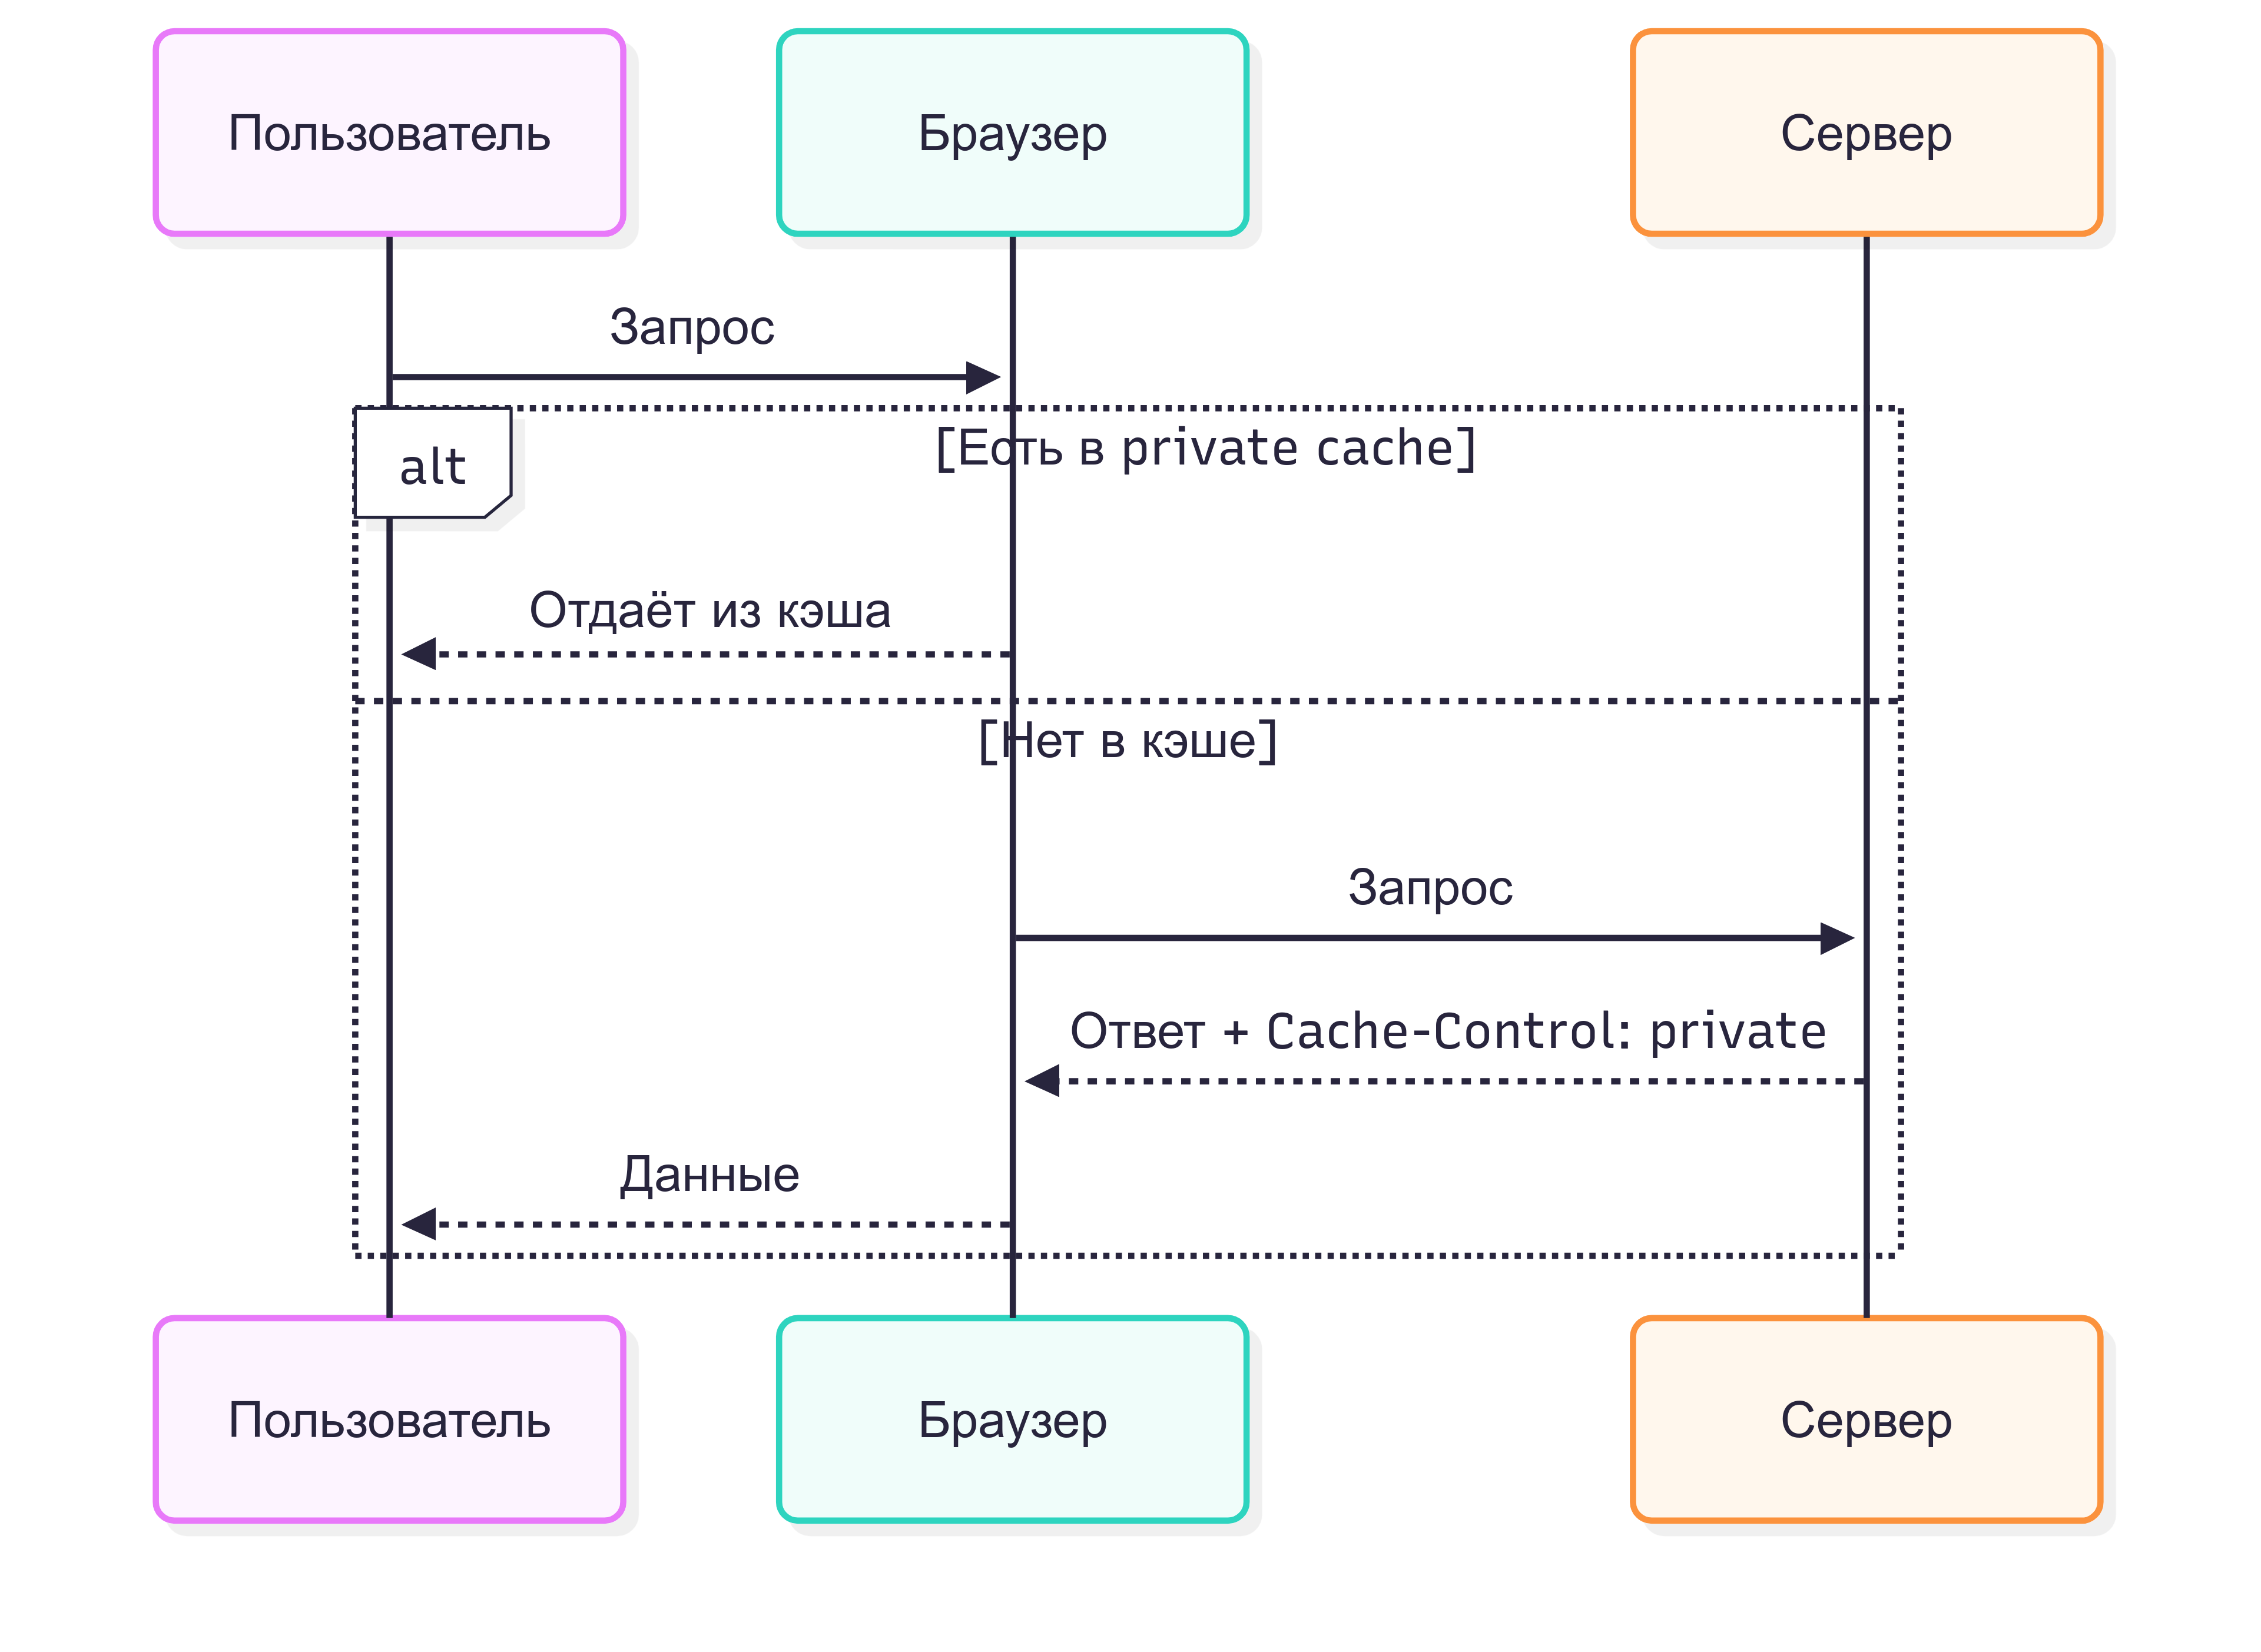 Пользователь
Браузер
Сервер
Запрос
alt
[Есть в private cache]
Отдаёт из кэша
[Нет в кэше]
Запрос
Ответ + Cache-Control: private
Данные
Пользователь
Браузер
Сервер